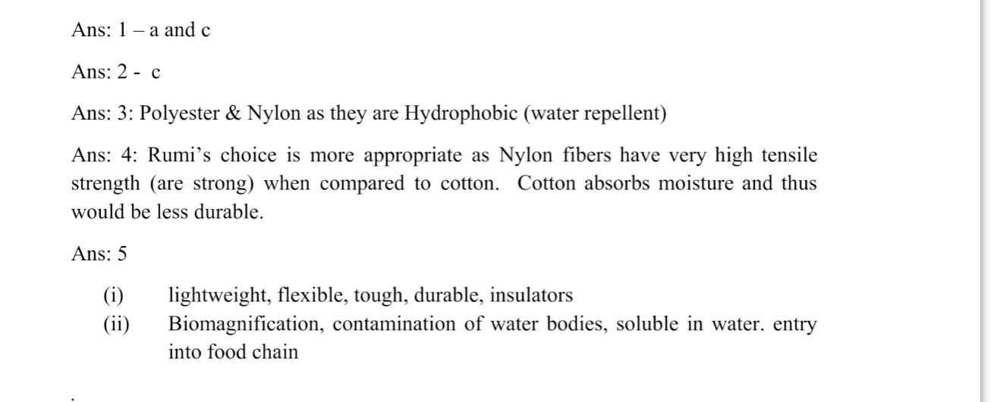 Ans: 1 – a and c
Ans: 2 - c
Ans: 3: Polyester & Nylon as they are Hydrophobic (water repellent)
Ans: 4: Rumi’s choice is more appropriate as Nylon fibers have very high tensile
strength (are strong) when compared to cotton. Cotton absorbs moisture and thus
would be less durable.
Ans: 5
(i) lightweight, flexible, tough, durable, insulators
(ii) Biomagnification, contamination of water bodies, soluble in water. entry
into food chain
.